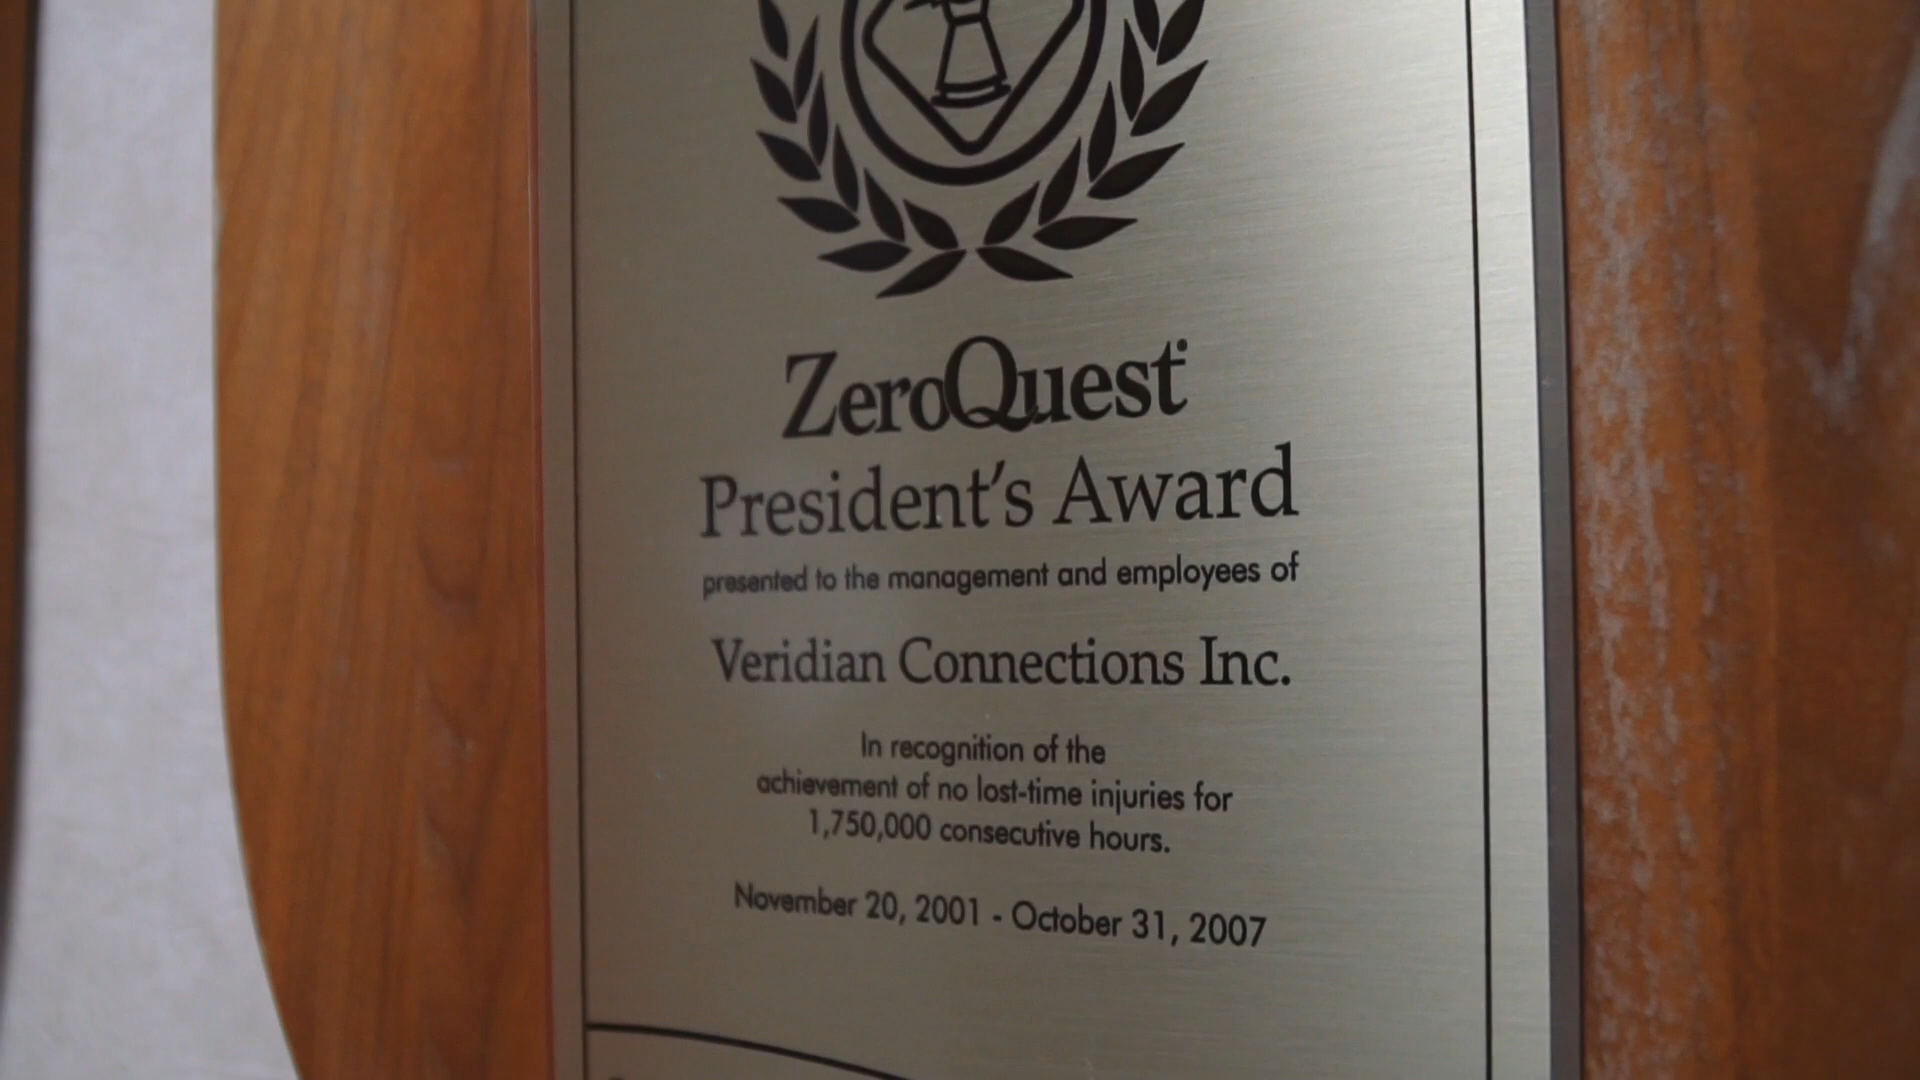 ZeroQuest
President's Award
presented to the management and employees of
Veridian Connections Inc.
In recognition of the
achievement of no lost-time injuries for
1,750,000 consecutive hours.
November 20, 2001 - October 31, 2007